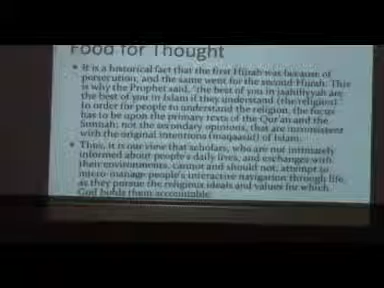 Food for Thought
• It is a historical fact that the first Hijrah was because of
persecution, and the same went for the second Hijrah. This
is why the Prophet said, "the best of you in jaahiliyyah are
the best of you in Islam if they understand (the religion)."
In order for people to understand the religion, the focus
has to be upon the primary texts of the Qur'an and the
Sunnah; not the secondary opinions, that are inconsistent
with the original intentions (maqaasid) of Islam.
• Thus, it is our view that scholars, who are not intimately
informed about people's daily lives, and exchanges with
their environments, cannot and should not, attempt to
micro-manage people's interactive navigation through life,
as they pursue the religious ideals and values for which
God holds them accountable.